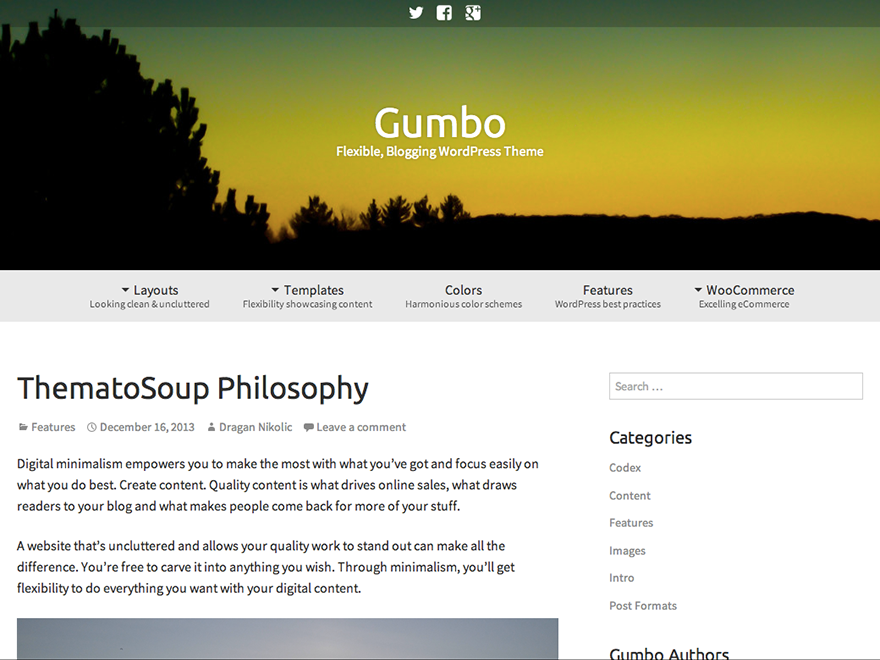 Gumbo
Flexible, Blogging WordPress Theme
Layouts
Looking clean & uncluttered
Templates
Flexibility showcasing content
Colors
Harmonious color schemes
Features
WordPress best practices
WooCommerce
Excelling eCommerce
ThematoSoup Philosophy
Features December 16, 2013 Dragan Nikolic Leave a comment
Digital minimalism empowers you to make the most with what you’ve got and focus easily on
what you do best. Create content. Quality content is what drives online sales, what draws
readers to your blog and what makes people come back for more of your stuff.
A website that’s uncluttered and allows your quality work to stand out can make all the
difference. You’re free to carve it into anything you wish. Through minimalism, you’ll get
flexibility to do everything you want with your digital content.
Search …
Categories
Codex
Content
Features
Images
Intro
Post Formats
Gumbo Authors